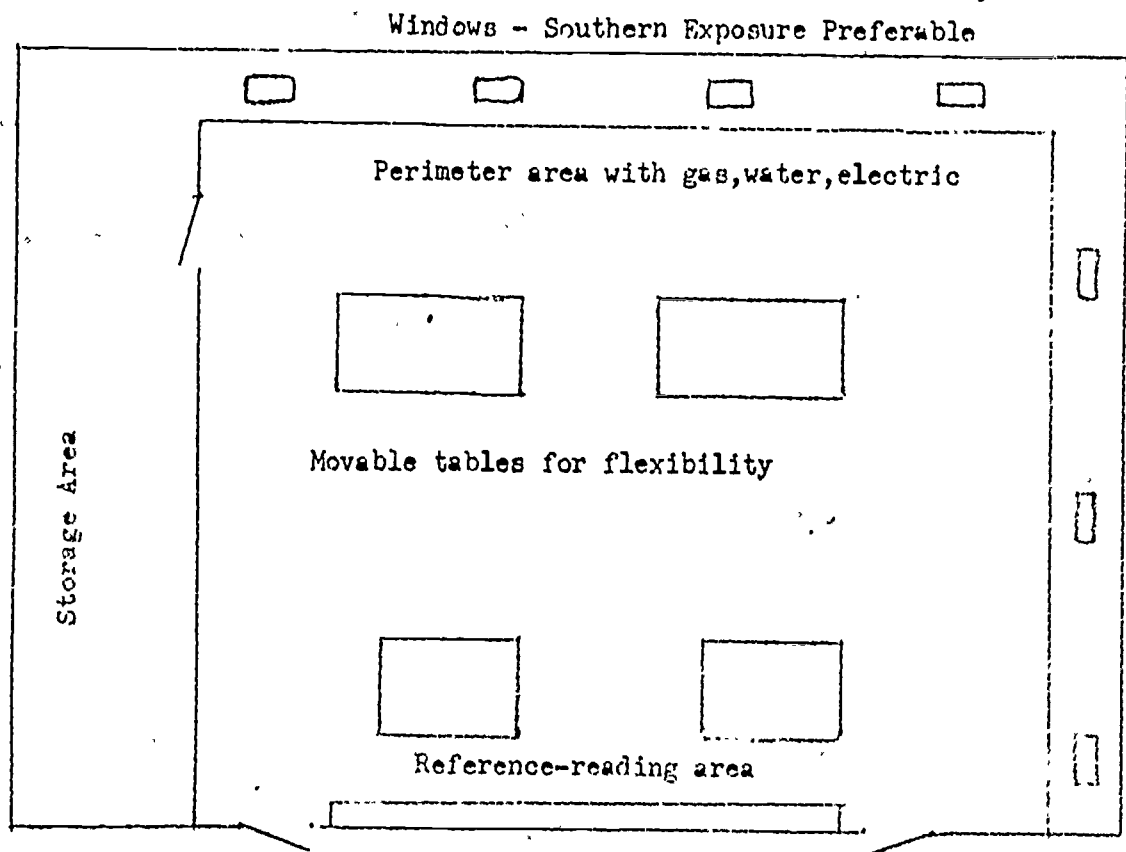 Windows - Southern Exposure Preferable
Perimeter area with gas,water,electric
Movable tables for flexibility
Storage Area
Reference-reading area